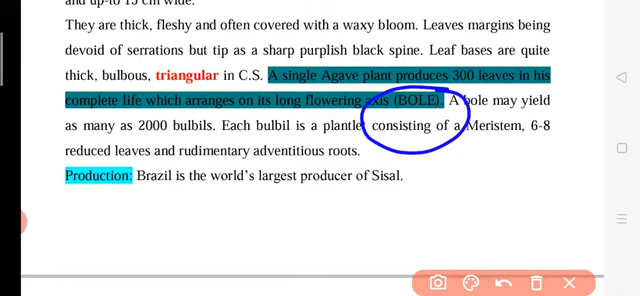 and up-to 15 cm wide.
They are thick, fleshy and often covered with a waxy bloom. Leaves margins being
devoid of serrations but tip as a sharp purplish black spine. Leaf bases are quite
thick, bulbous, triangular in C.S. A single Agave plant produces 300 leaves in his
complete life which arranges on its long flowering axis (BOLE). A bole may yield
as many as 2000 bulbils. Each bulbil is a plantlet consisting of a Meristem, 6-8
reduced leaves and rudimentary adventitious roots.
Production: Brazil is the world's largest producer of Sisal.